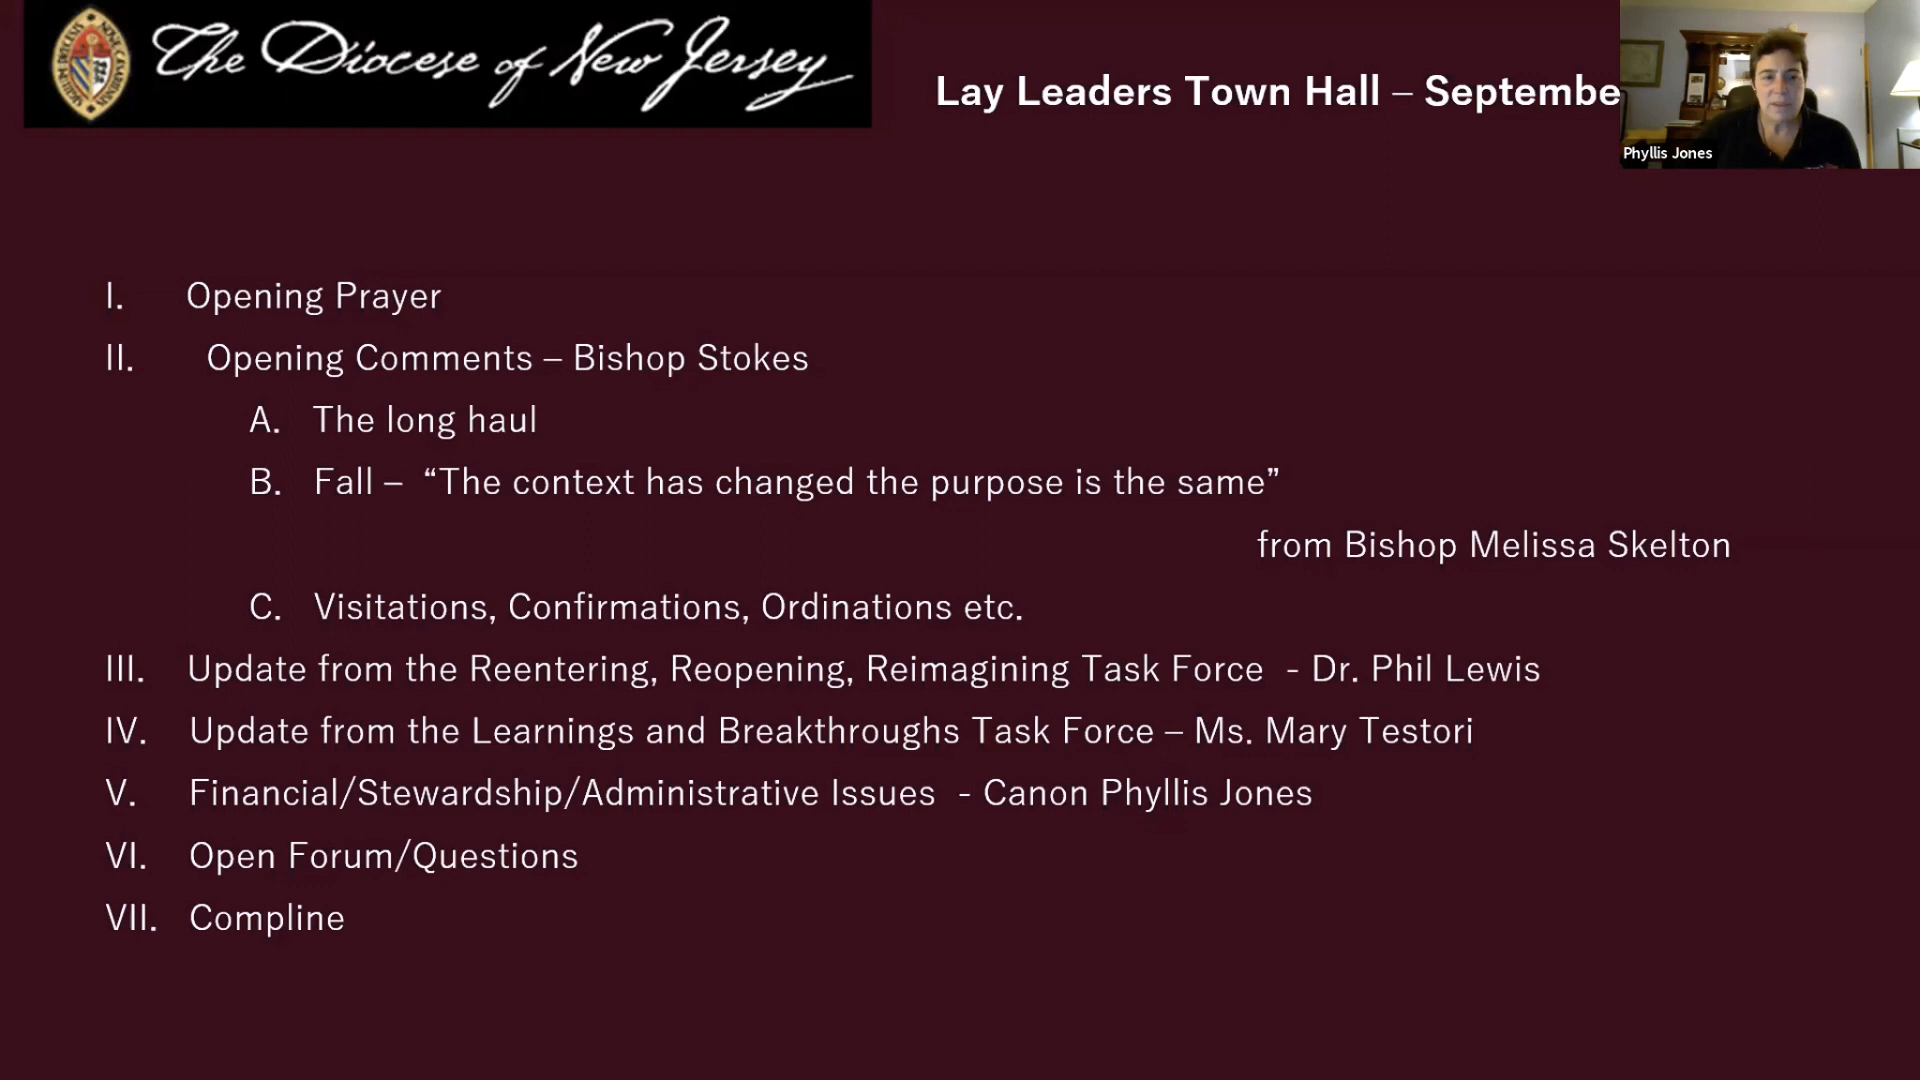 The Diocese of New Jersey
Lay Leaders Town Hall – Septembe
Phyllis Jones
I. Opening Prayer
II. Opening Comments – Bishop Stokes
A. The long haul
B. Fall – “The context has changed the purpose is the same”
from Bishop Melissa Skelton
C. Visitations, Confirmations, Ordinations etc.
III. Update from the Reentering, Reopening, Reimagining Task Force - Dr. Phil Lewis
IV. Update from the Learnings and Breakthroughs Task Force – Ms. Mary Testori
V. Financial/Stewardship/Administrative Issues - Canon Phyllis Jones
VI. Open Forum/Questions
VII. Compline